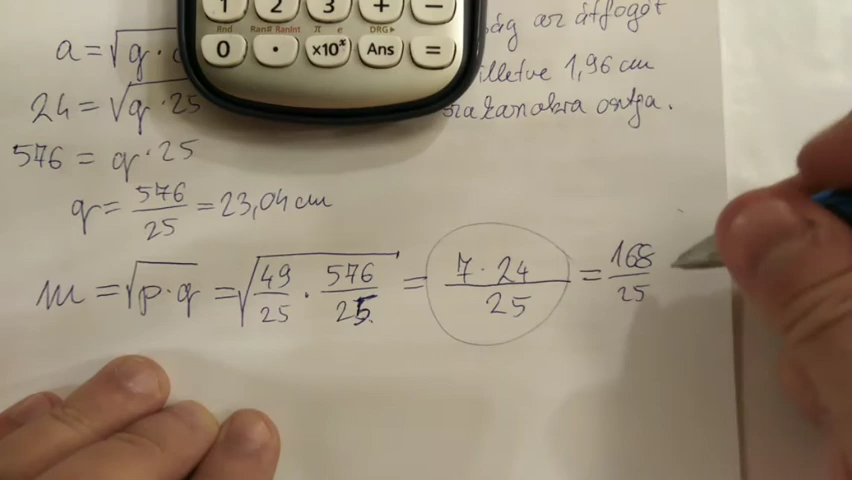 1 2 3 + −
Rnd Ran# RanInt π e DRG▶
0 · ×10ˣ Ans =
az átfogót
a=√q·
illetve 1,96 cm
24=√q·25
szakaszokra osztja.
576 = q·25
q = 576/25 = 23,04 cm
m = √p·q = √49/25 · 576/25 = 7·24/25 = 168/25